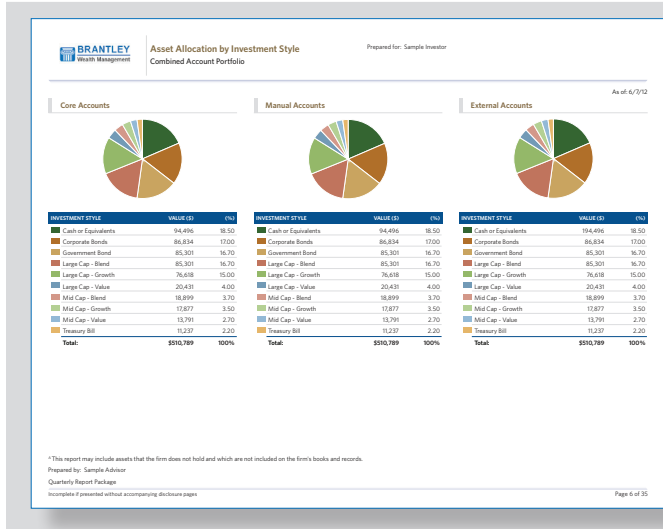 BRANTLEY
Wealth Management
Asset Allocation by Investment Style
Combined Account Portfolio
Prepared for: Sample Investor
As of: 6/7/12
Core Accounts
INVESTMENT STYLE VALUE ($) (%)
Cash or Equivalents 94,496 18.50
Corporate Bonds 86,834 17.00
Government Bond 85,301 16.70
Large Cap - Blend 85,301 16.70
Large Cap - Growth 76,618 15.00
Large Cap - Value 20,431 4.00
Mid Cap - Blend 18,899 3.70
Mid Cap - Growth 17,877 3.50
Mid Cap - Value 13,791 2.70
Treasury Bill 11,237 2.20
Total: $510,789 100%
Manual Accounts
INVESTMENT STYLE VALUE ($) (%)
Cash or Equivalents 94,496 18.50
Corporate Bonds 86,834 17.00
Government Bond 85,301 16.70
Large Cap - Blend 85,301 16.70
Large Cap - Growth 76,618 15.00
Large Cap - Value 20,431 4.00
Mid Cap - Blend 18,899 3.70
Mid Cap - Growth 17,877 3.50
Mid Cap - Value 13,791 2.70
Treasury Bill 11,237 2.20
Total: $510,789 100%
External Accounts
INVESTMENT STYLE VALUE ($) (%)
Cash or Equivalents 194,496 18.50
Corporate Bonds 86,834 17.00
Government Bond 85,301 16.70
Large Cap - Blend 85,301 16.70
Large Cap - Growth 76,618 15.00
Large Cap - Value 20,431 4.00
Mid Cap - Blend 18,899 3.70
Mid Cap - Growth 17,877 3.50
Mid Cap - Value 13,791 2.70
Treasury Bill 11,237 2.20
Total: $510,789 100%
^ This report may include assets that the firm does not hold and which are not included on the firm's books and records.
Prepared by: Sample Advisor
Quarterly Report Package
Incomplete if presented without accompanying disclosure pages
Page 6 of 35